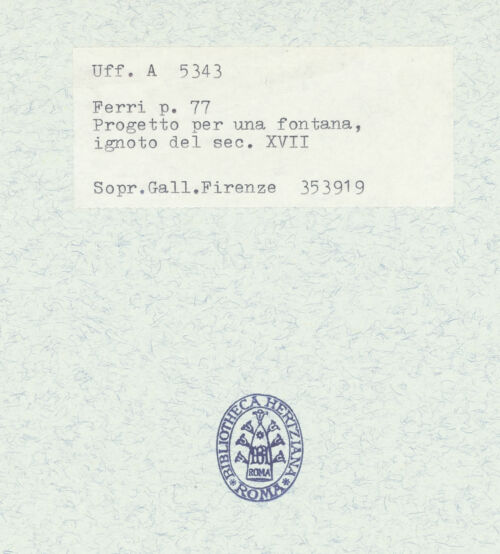 Uff. A 5343
Ferri p. 77
Progetto per una fontana,
ignoto del sec. XVII
Sopr.Gall.Firenze 353919
BIBLIOTHECA HERTZIANA
ROMA
ROMA